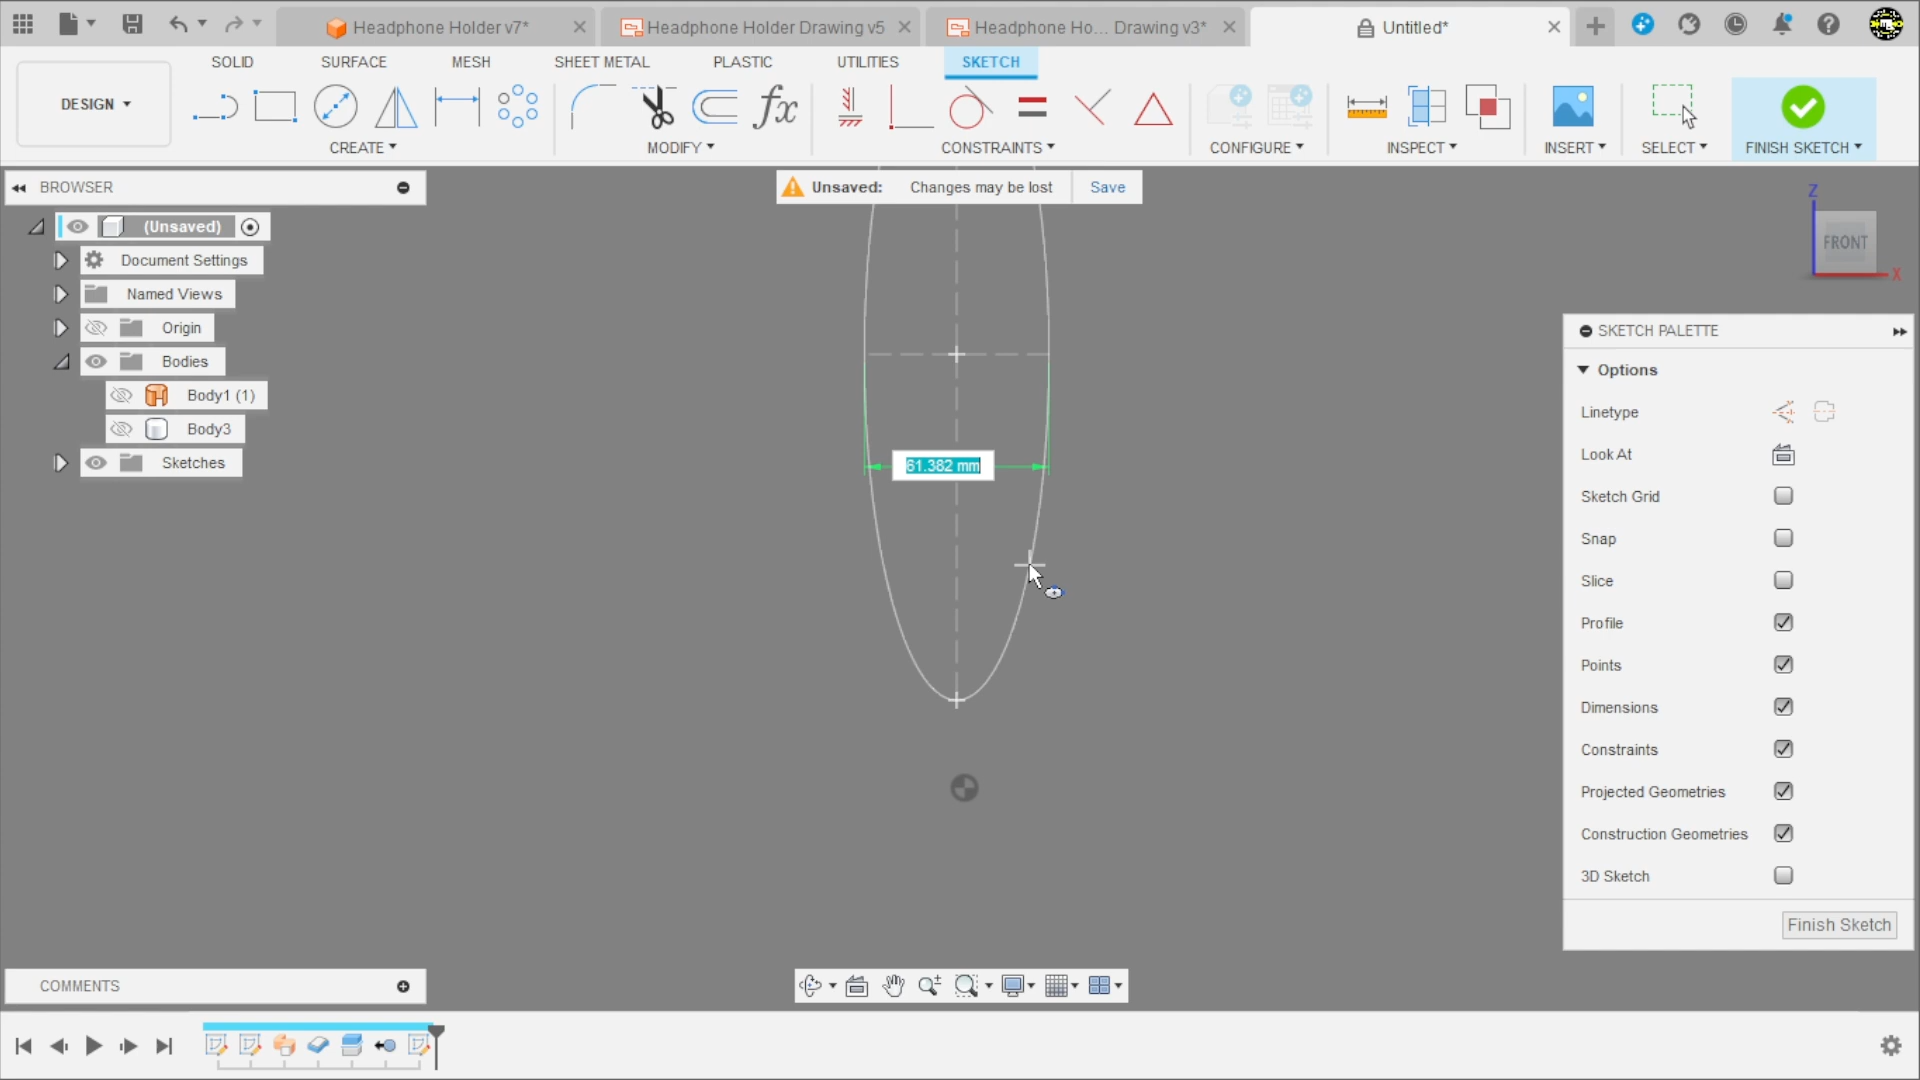 Headphone Holder v7*
Headphone Holder Drawing v5
Headphone Ho... Drawing v3*
Untitled*
DESIGN
SOLID
SURFACE
MESH
SHEET METAL
PLASTIC
UTILITIES
SKETCH
fx
CREATE
MODIFY
CONSTRAINTS
CONFIGURE
INSPECT
INSERT
SELECT
FINISH SKETCH
BROWSER
Unsaved: Changes may be lost Save
(Unsaved)
Document Settings
Named Views
Origin
Bodies
Body1 (1)
Body3
Sketches
Z
FRONT
X
61.382 mm
SKETCH PALETTE
Options
Linetype
Look At
Sketch Grid
Snap
Slice
Profile
Points
Dimensions
Constraints
Projected Geometries
Construction Geometries
3D Sketch
Finish Sketch
COMMENTS